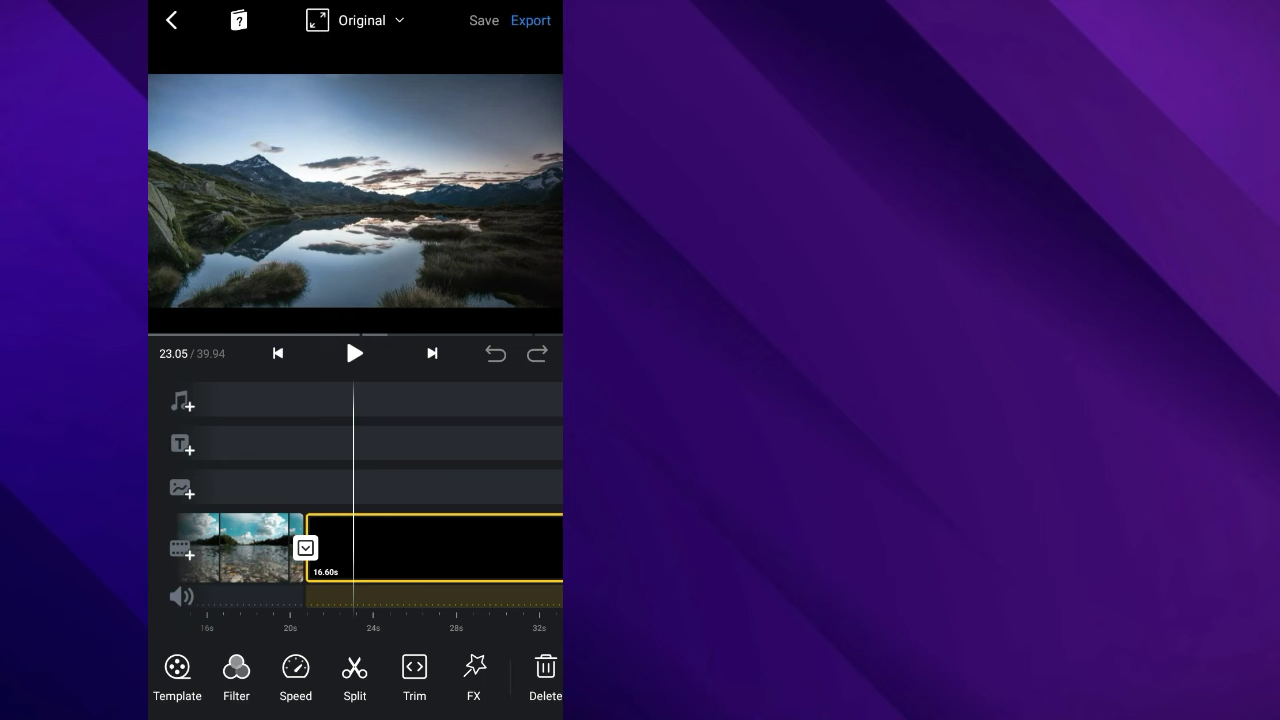 Original
Save Export
23.05 / 39.94
16.60s
16s 20s 24s 28s 32s
Template Filter Speed Split Trim FX Delete